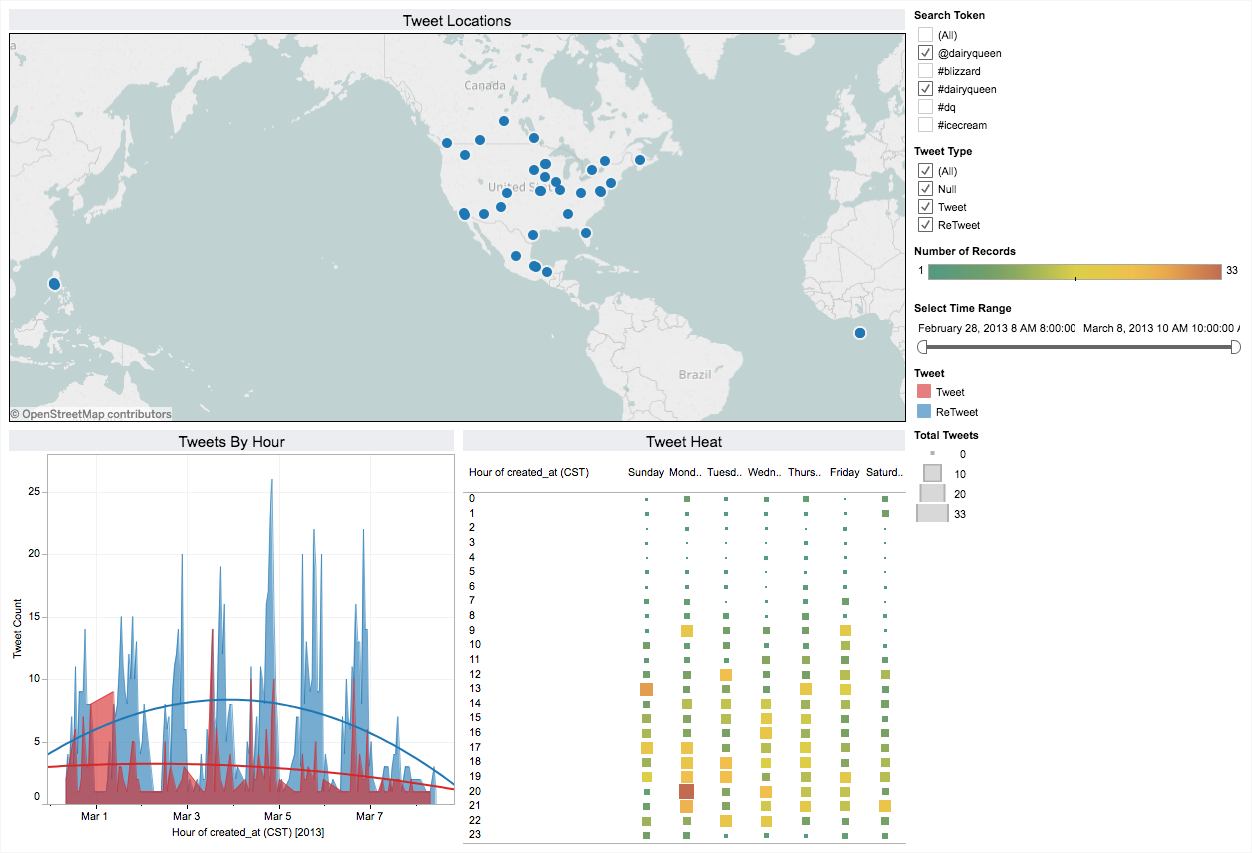 Tweet Locations
a
Canada
United Sta
Brazil
© OpenStreetMap contributors
Search Token
(All)
@dairyqueen
#blizzard
#dairyqueen
#dq
#icecream
Tweet Type
(All)
Null
Tweet
ReTweet
Number of Records
1 33
Select Time Range
February 28, 2013 8 AM 8:00:00 March 8, 2013 10 AM 10:00:00 A
Tweet
Tweet
ReTweet
Total Tweets
0
10
20
33
Tweets By Hour
Tweet Count
25
20
15
10
5
0
Mar 1 Mar 3 Mar 5 Mar 7
Hour of created_at (CST) [2013]
Tweet Heat
Hour of created_at (CST) Sunday Mond.. Tuesd.. Wedn.. Thurs.. Friday Saturd..
0
1
2
3
4
5
6
7
8
9
10
11
12
13
14
15
16
17
18
19
20
21
22
23